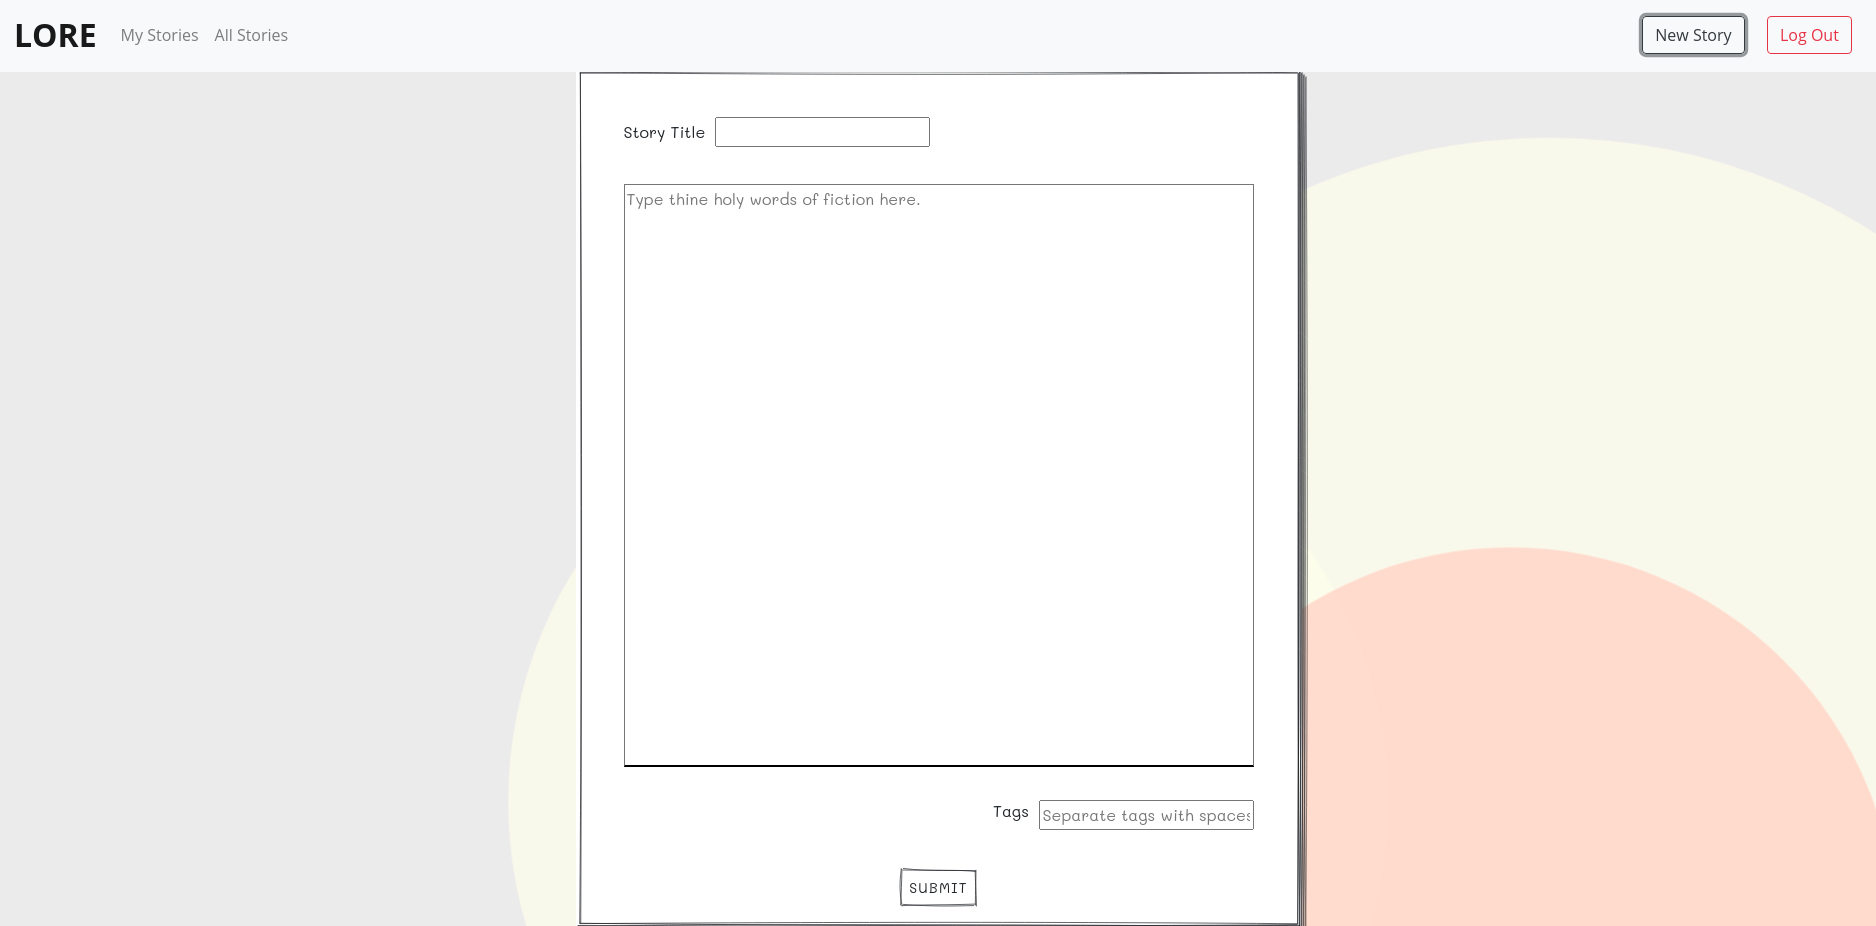 LORE My Stories All Stories New Story Log Out
Story Title
Type thine holy words of fiction here.
Tags Separate tags with spaces
SUBMIT